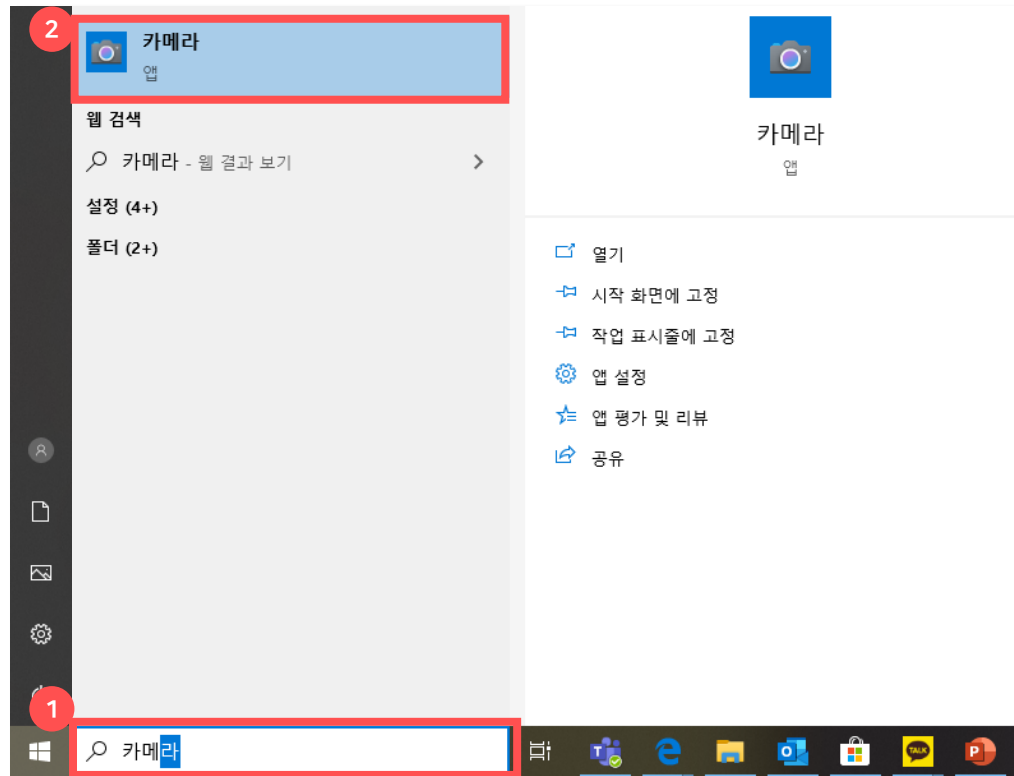 2
카메라
앱
웹 검색
카메라 - 웹 결과 보기
설정 (4+)
폴더 (2+)
카메라
앱
열기
시작 화면에 고정
작업 표시줄에 고정
앱 설정
앱 평가 및 리뷰
공유
1
카메라
T
o
TALK
P